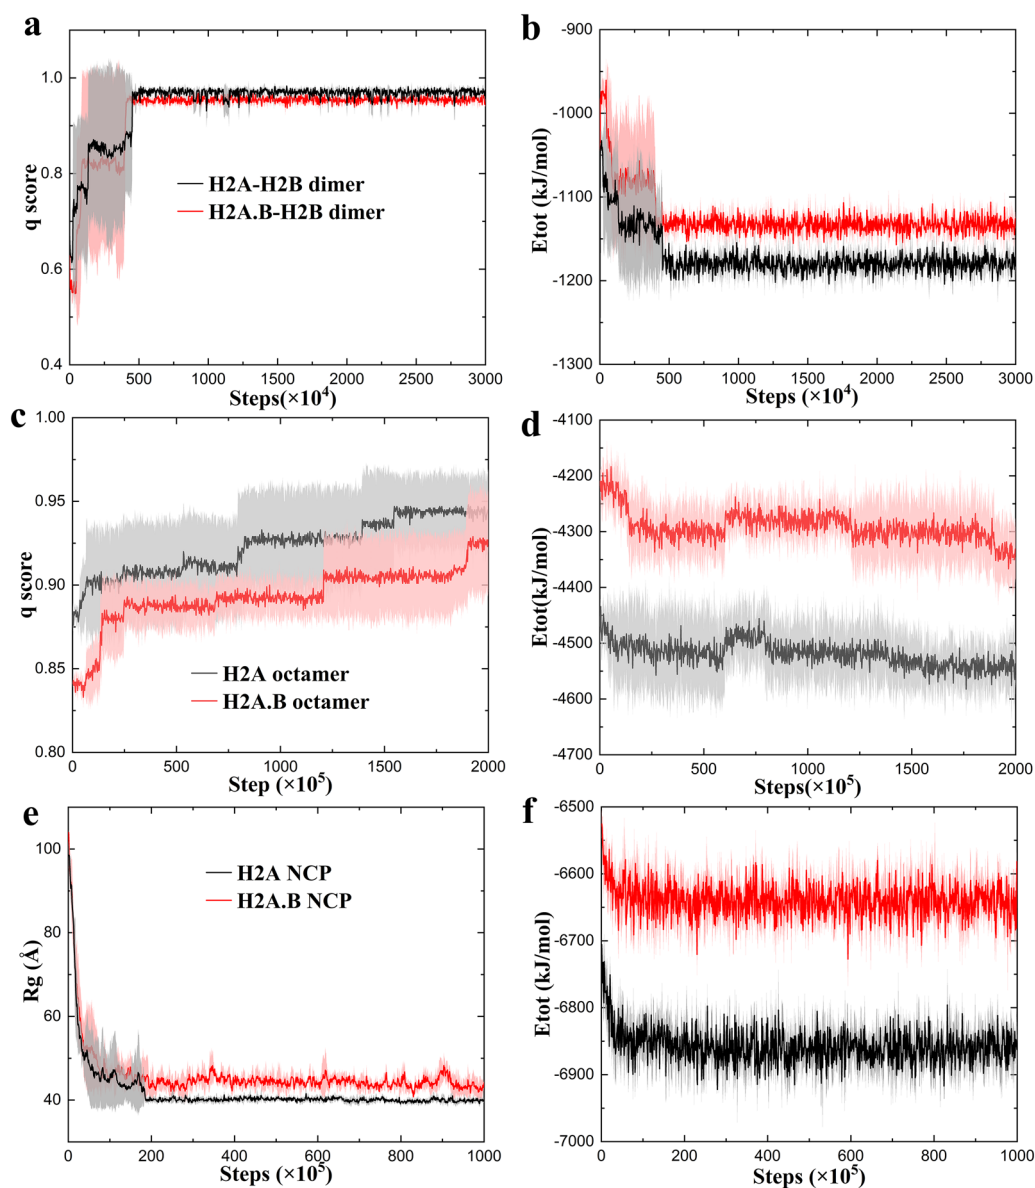 a
q score
1.0
0.8
0.6
0.4
H2A-H2B dimer
H2A.B-H2B dimer
0 500 1000 1500 2000 2500 3000
Steps(×10⁴)
b
Etot (kJ/mol)
-900
-1000
-1100
-1200
-1300
0 500 1000 1500 2000 2500 3000
Steps (×10⁴)
c
q score
1.00
0.95
0.90
0.85
0.80
H2A octamer
H2A.B octamer
0 500 1000 1500 2000
Step (×10⁵)
d
Etot(kJ/mol)
-4100
-4200
-4300
-4400
-4500
-4600
-4700
0 500 1000 1500 2000
Steps(×10⁵)
e
Rg (Å)
100
80
60
40
H2A NCP
H2A.B NCP
0 200 400 600 800 1000
Steps (×10⁵)
f
Etot (kJ/mol)
-6500
-6600
-6700
-6800
-6900
-7000
0 200 400 600 800 1000
Steps (×10⁵)